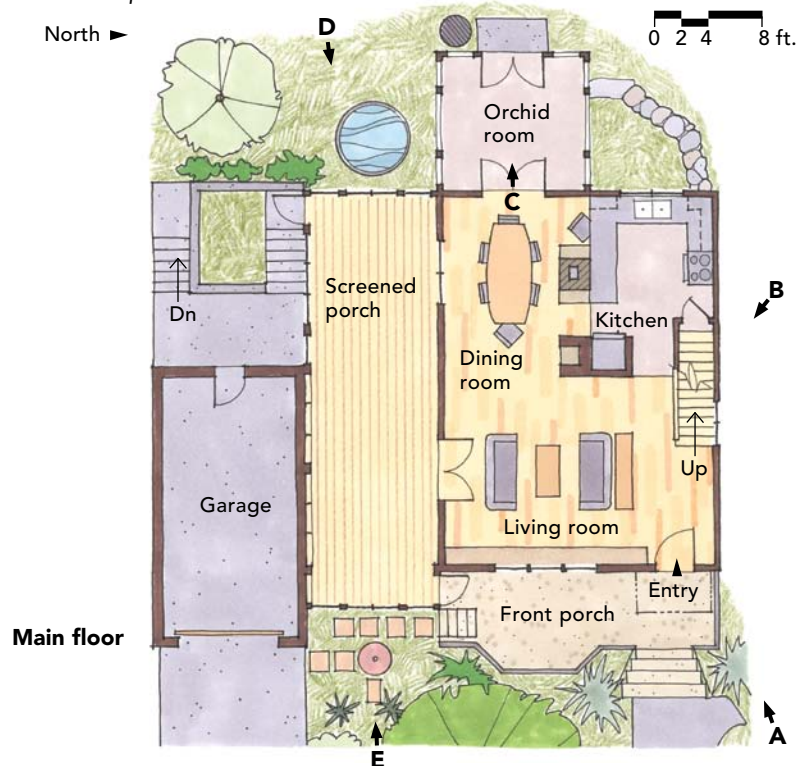 North
D
0 2 4 8 ft.
Orchid
room
C
Screened
porch
B
Dn
Kitchen
Dining
room
Garage
Up
Living room
Entry
Front porch
Main floor
A
E